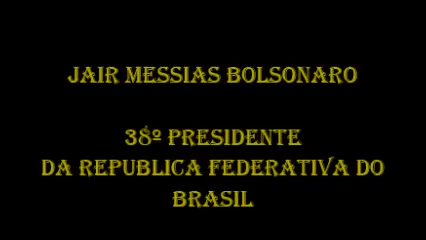 JAIR MESSIAS BOLSONARO
38º PRESIDENTE
DA REPUBLICA FEDERATIVA DO
BRASIL